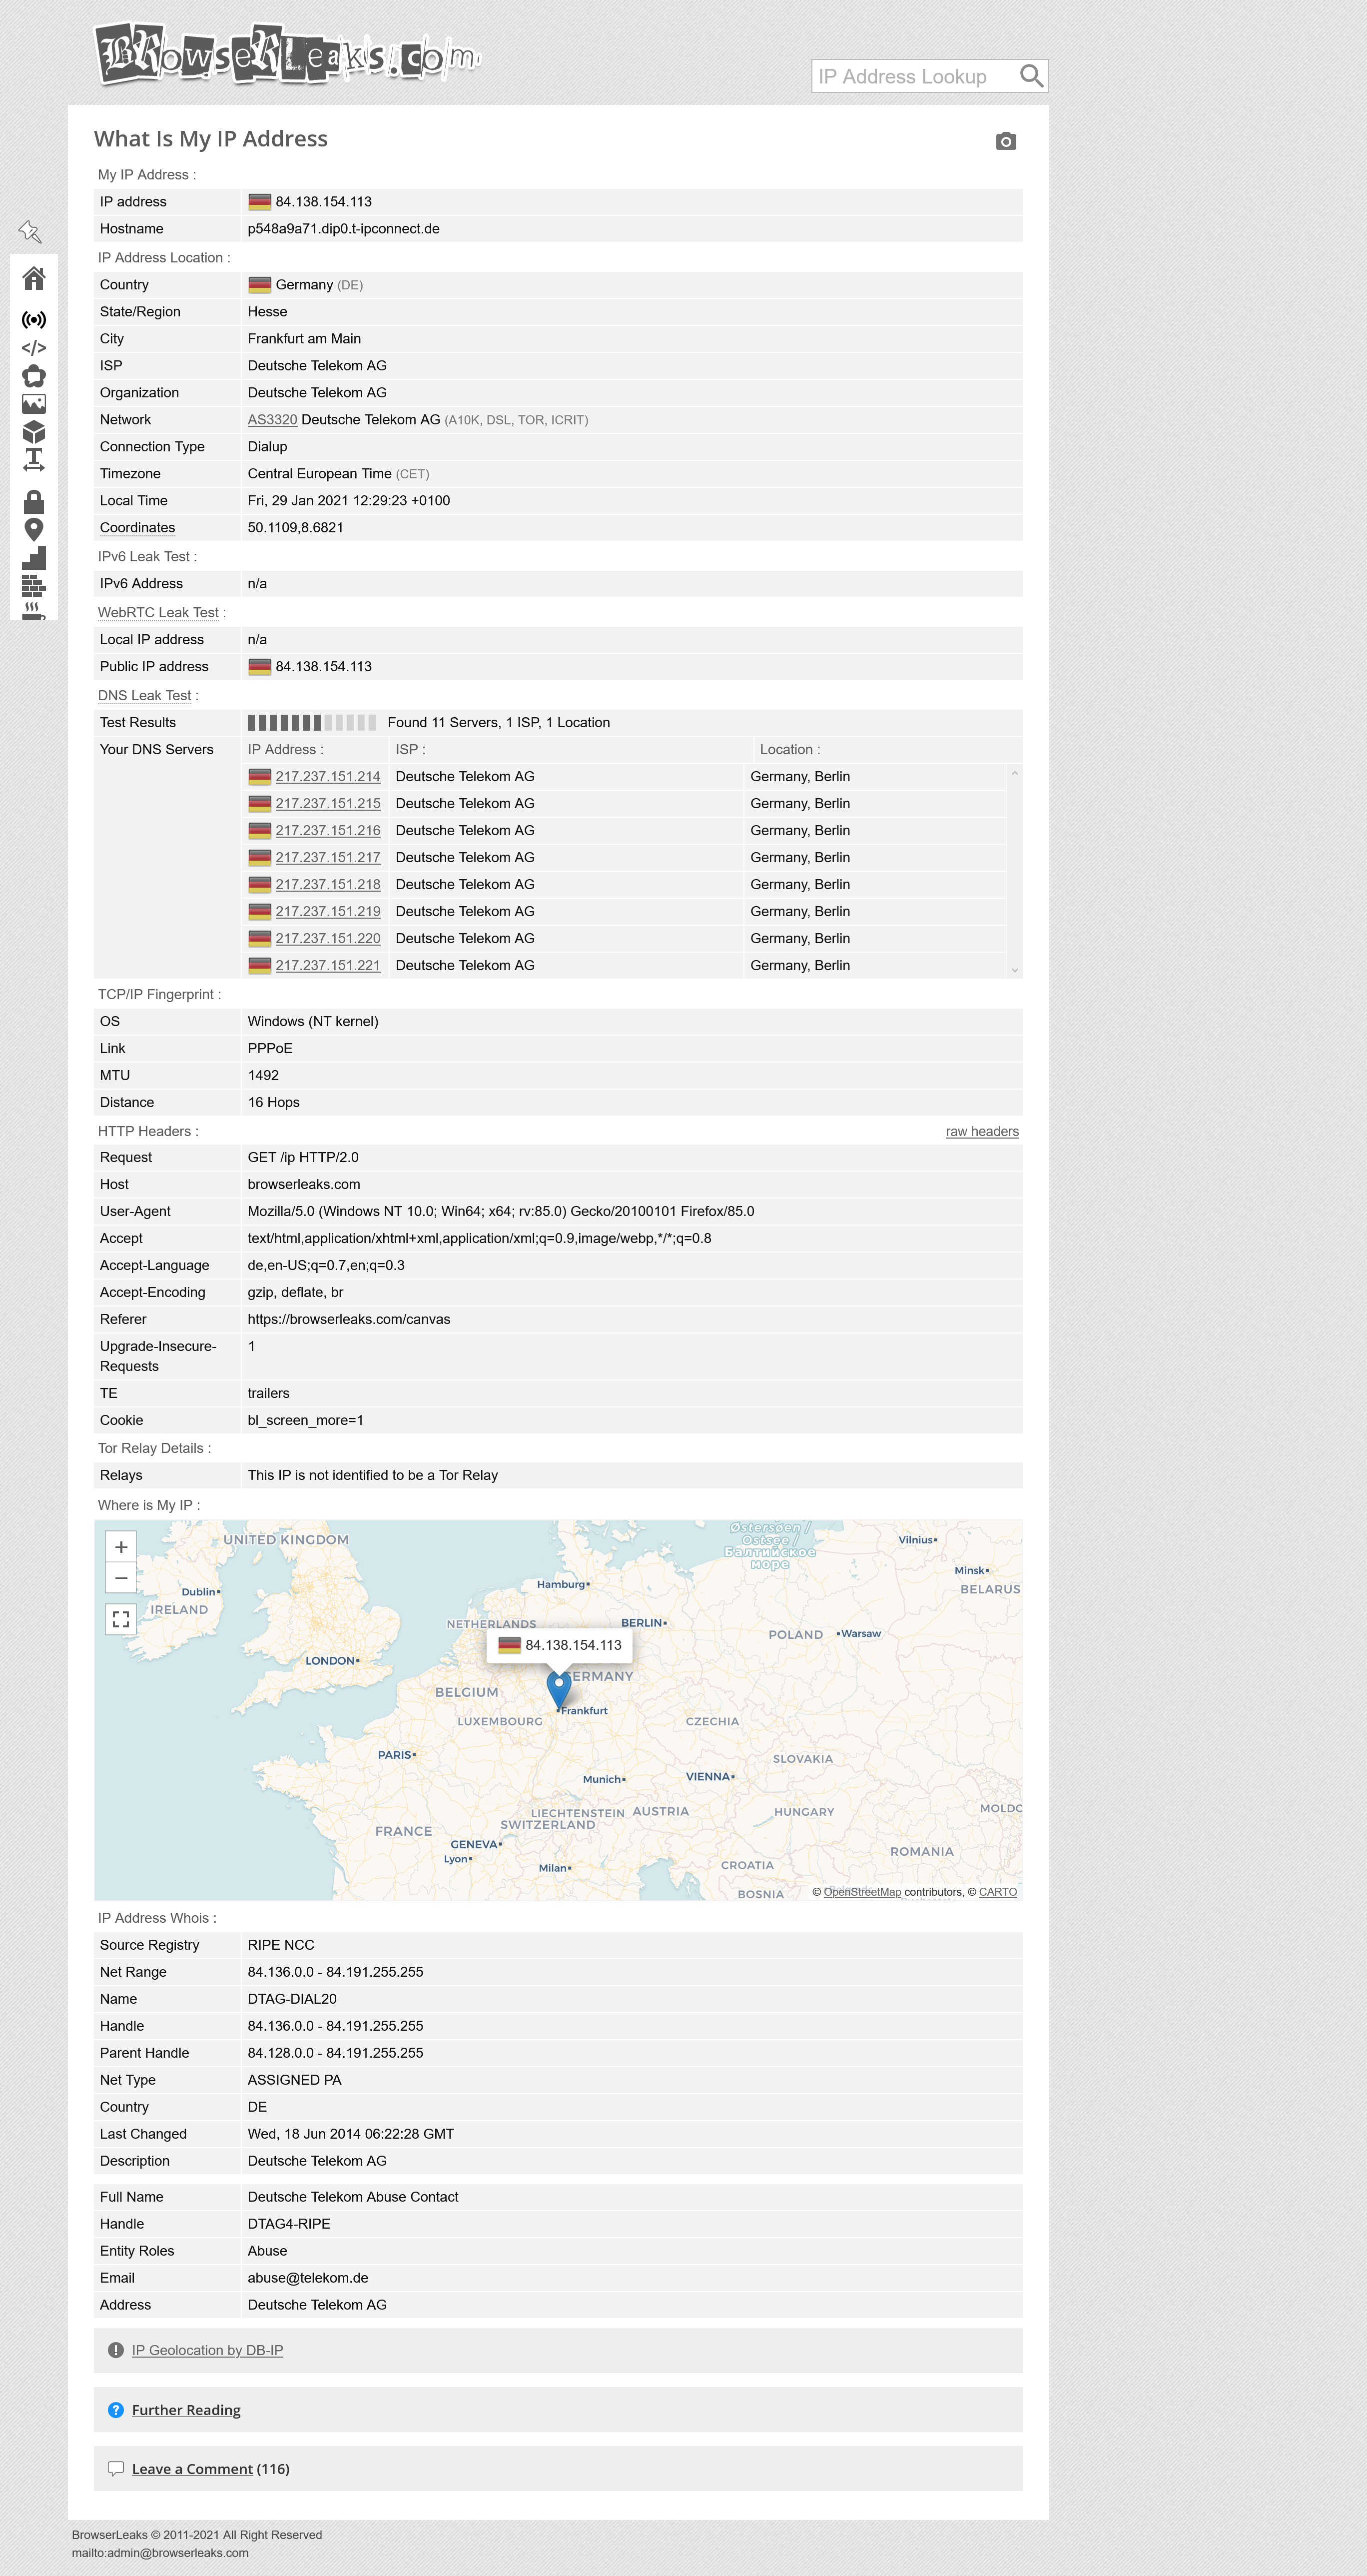 BRowseRLeaks.com
IP Address Lookup
What Is My IP Address
My IP Address :
IP address 84.138.154.113
Hostname p548a9a71.dip0.t-ipconnect.de
IP Address Location :
Country Germany (DE)
State/Region Hesse
City Frankfurt am Main
ISP Deutsche Telekom AG
Organization Deutsche Telekom AG
Network AS3320 Deutsche Telekom AG (A10K, DSL, TOR, ICRIT)
Connection Type Dialup
Timezone Central European Time (CET)
Local Time Fri, 29 Jan 2021 12:29:23 +0100
Coordinates 50.1109,8.6821
IPv6 Leak Test :
IPv6 Address n/a
WebRTC Leak Test :
Local IP address n/a
Public IP address 84.138.154.113
DNS Leak Test :
Test Results Found 11 Servers, 1 ISP, 1 Location
Your DNS Servers IP Address : ISP : Location :
217.237.151.214 Deutsche Telekom AG Germany, Berlin
217.237.151.215 Deutsche Telekom AG Germany, Berlin
217.237.151.216 Deutsche Telekom AG Germany, Berlin
217.237.151.217 Deutsche Telekom AG Germany, Berlin
217.237.151.218 Deutsche Telekom AG Germany, Berlin
217.237.151.219 Deutsche Telekom AG Germany, Berlin
217.237.151.220 Deutsche Telekom AG Germany, Berlin
217.237.151.221 Deutsche Telekom AG Germany, Berlin
TCP/IP Fingerprint :
OS Windows (NT kernel)
Link PPPoE
MTU 1492
Distance 16 Hops
HTTP Headers : raw headers
Request GET /ip HTTP/2.0
Host browserleaks.com
User-Agent Mozilla/5.0 (Windows NT 10.0; Win64; x64; rv:85.0) Gecko/20100101 Firefox/85.0
Accept text/html,application/xhtml+xml,application/xml;q=0.9,image/webp,*/*;q=0.8
Accept-Language de,en-US;q=0.7,en;q=0.3
Accept-Encoding gzip, deflate, br
Referer https://browserleaks.com/canvas
Upgrade-Insecure- 1
Requests
TE trailers
Cookie bl_screen_more=1
Tor Relay Details :
Relays This IP is not identified to be a Tor Relay
Where is My IP :
+
−
Østersøen /
Ostsee /
Балтийское
море
UNITED KINGDOM
Vilnius
Minsk
Hamburg
BELARUS
Dublin
IRELAND
NETHERLANDS
BERLIN
POLAND
Warsaw
84.138.154.113
LONDON
GERMANY
BELGIUM
Frankfurt
LUXEMBOURG
CZECHIA
PARIS
SLOVAKIA
Munich
VIENNA
LIECHTENSTEIN
AUSTRIA
HUNGARY
MOLDO
SWITZERLAND
FRANCE
GENEVA
ROMANIA
Lyon
Milan
CROATIA
BOSNIA
© OpenStreetMap contributors, © CARTO
IP Address Whois :
Source Registry RIPE NCC
Net Range 84.136.0.0 - 84.191.255.255
Name DTAG-DIAL20
Handle 84.136.0.0 - 84.191.255.255
Parent Handle 84.128.0.0 - 84.191.255.255
Net Type ASSIGNED PA
Country DE
Last Changed Wed, 18 Jun 2014 06:22:28 GMT
Description Deutsche Telekom AG
Full Name Deutsche Telekom Abuse Contact
Handle DTAG4-RIPE
Entity Roles Abuse
Email abuse@telekom.de
Address Deutsche Telekom AG
IP Geolocation by DB-IP
Further Reading
Leave a Comment (116)
BrowserLeaks © 2011-2021 All Right Reserved
mailto:admin@browserleaks.com